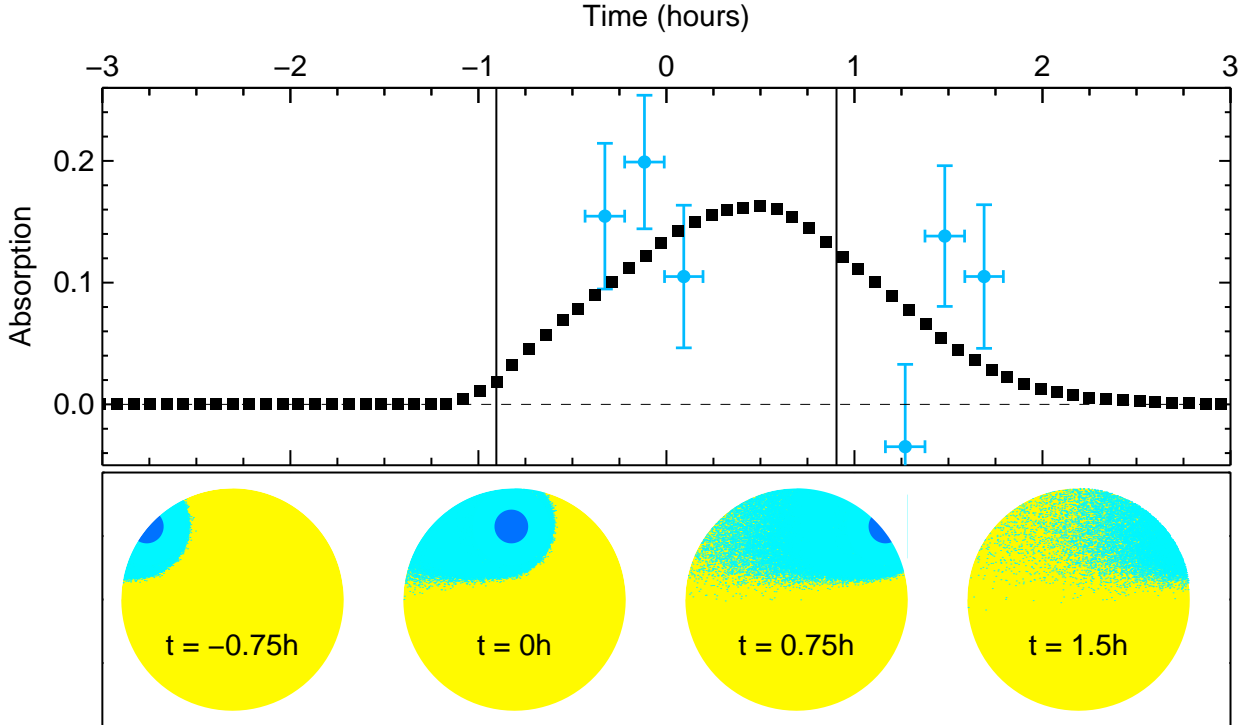 Time (hours)
−3 −2 −1 0 1 2 3
Absorption
0.2
0.1
0.0
t = −0.75h t = 0h t = 0.75h t = 1.5h